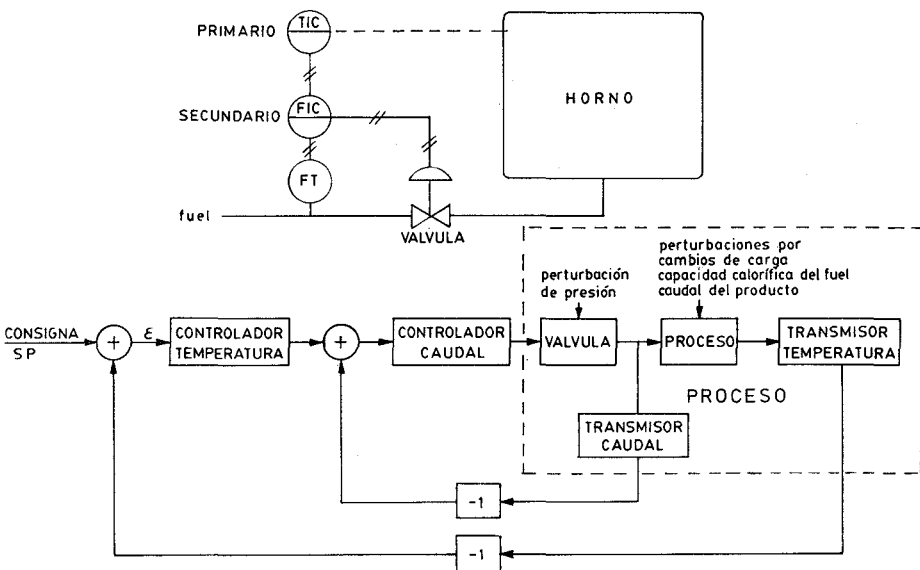 PRIMARIO
TIC
HORNO
SECUNDARIO
FIC
FT
fuel
VALVULA
perturbación
de presión
perturbaciones por
cambios de carga
capacidad calorífica del fuel
caudal del producto
CONSIGNA
SP
+
ε
CONTROLADOR
TEMPERATURA
+
CONTROLADOR
CAUDAL
VALVULA
PROCESO
TRANSMISOR
TEMPERATURA
PROCESO
TRANSMISOR
CAUDAL
-1
-1